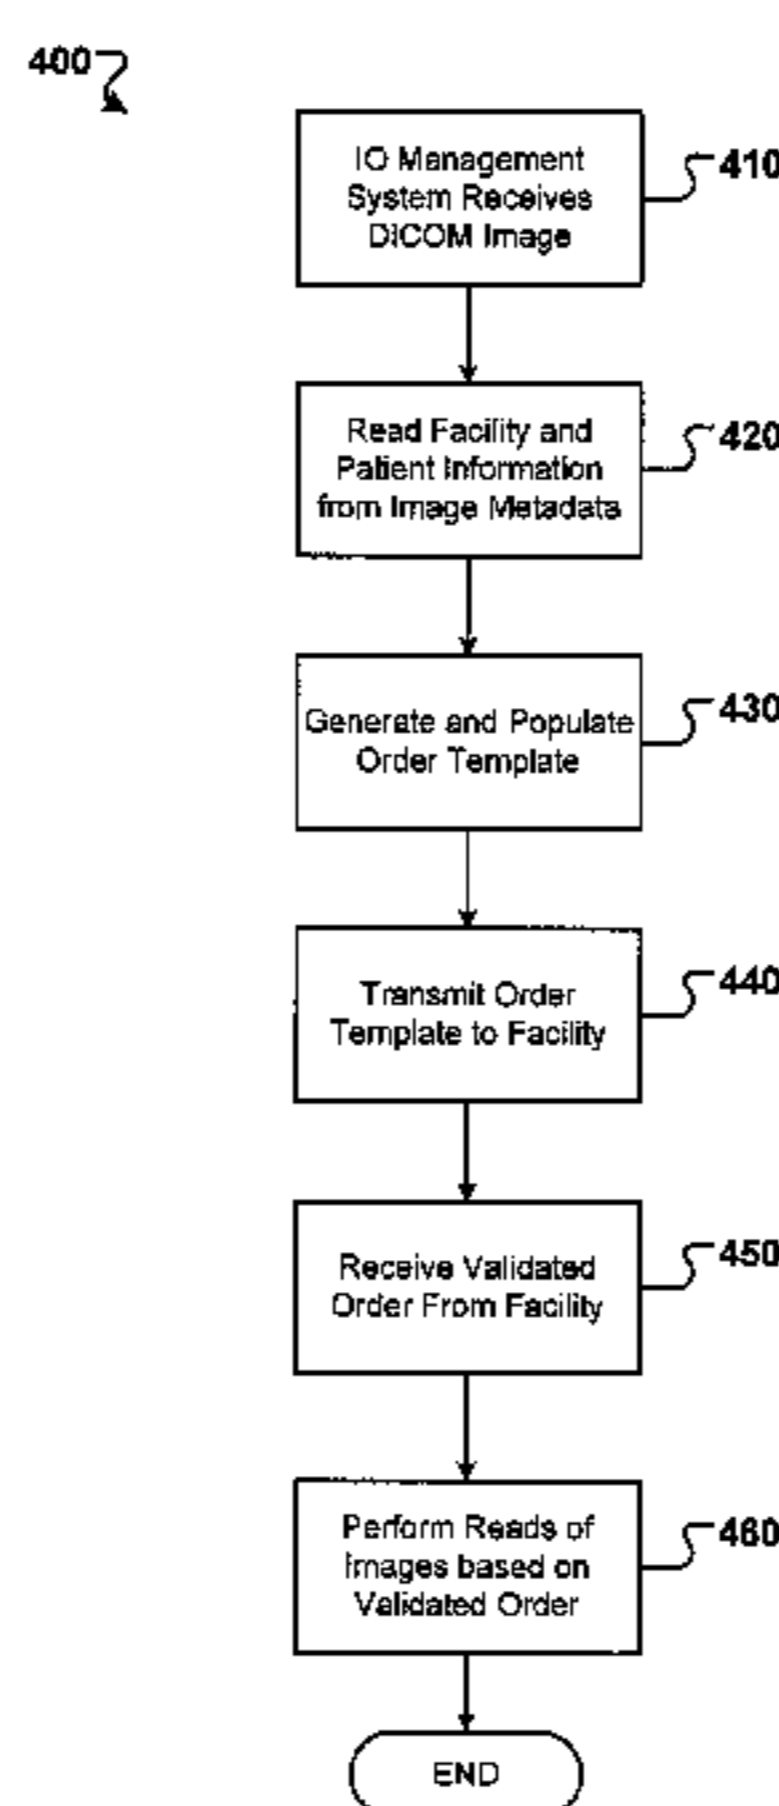 400
IO Management
System Receives
DICOM Image
410
Read Facility and
Patient Information
from Image Metadata
420
Generate and Populate
Order Template
430
Transmit Order
Template to Facility
440
Receive Validated
Order From Facility
450
Perform Reads of
Images based on
Validated Order
460
END